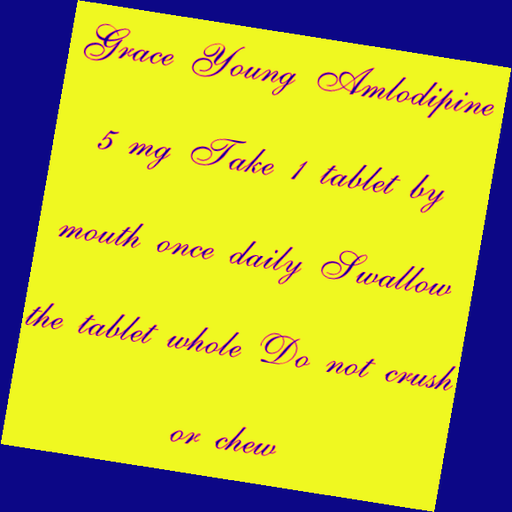 Grace Young Amlodipine
5 mg Take 1 tablet by
mouth once daily Swallow
the tablet whole Do not crush
or chew